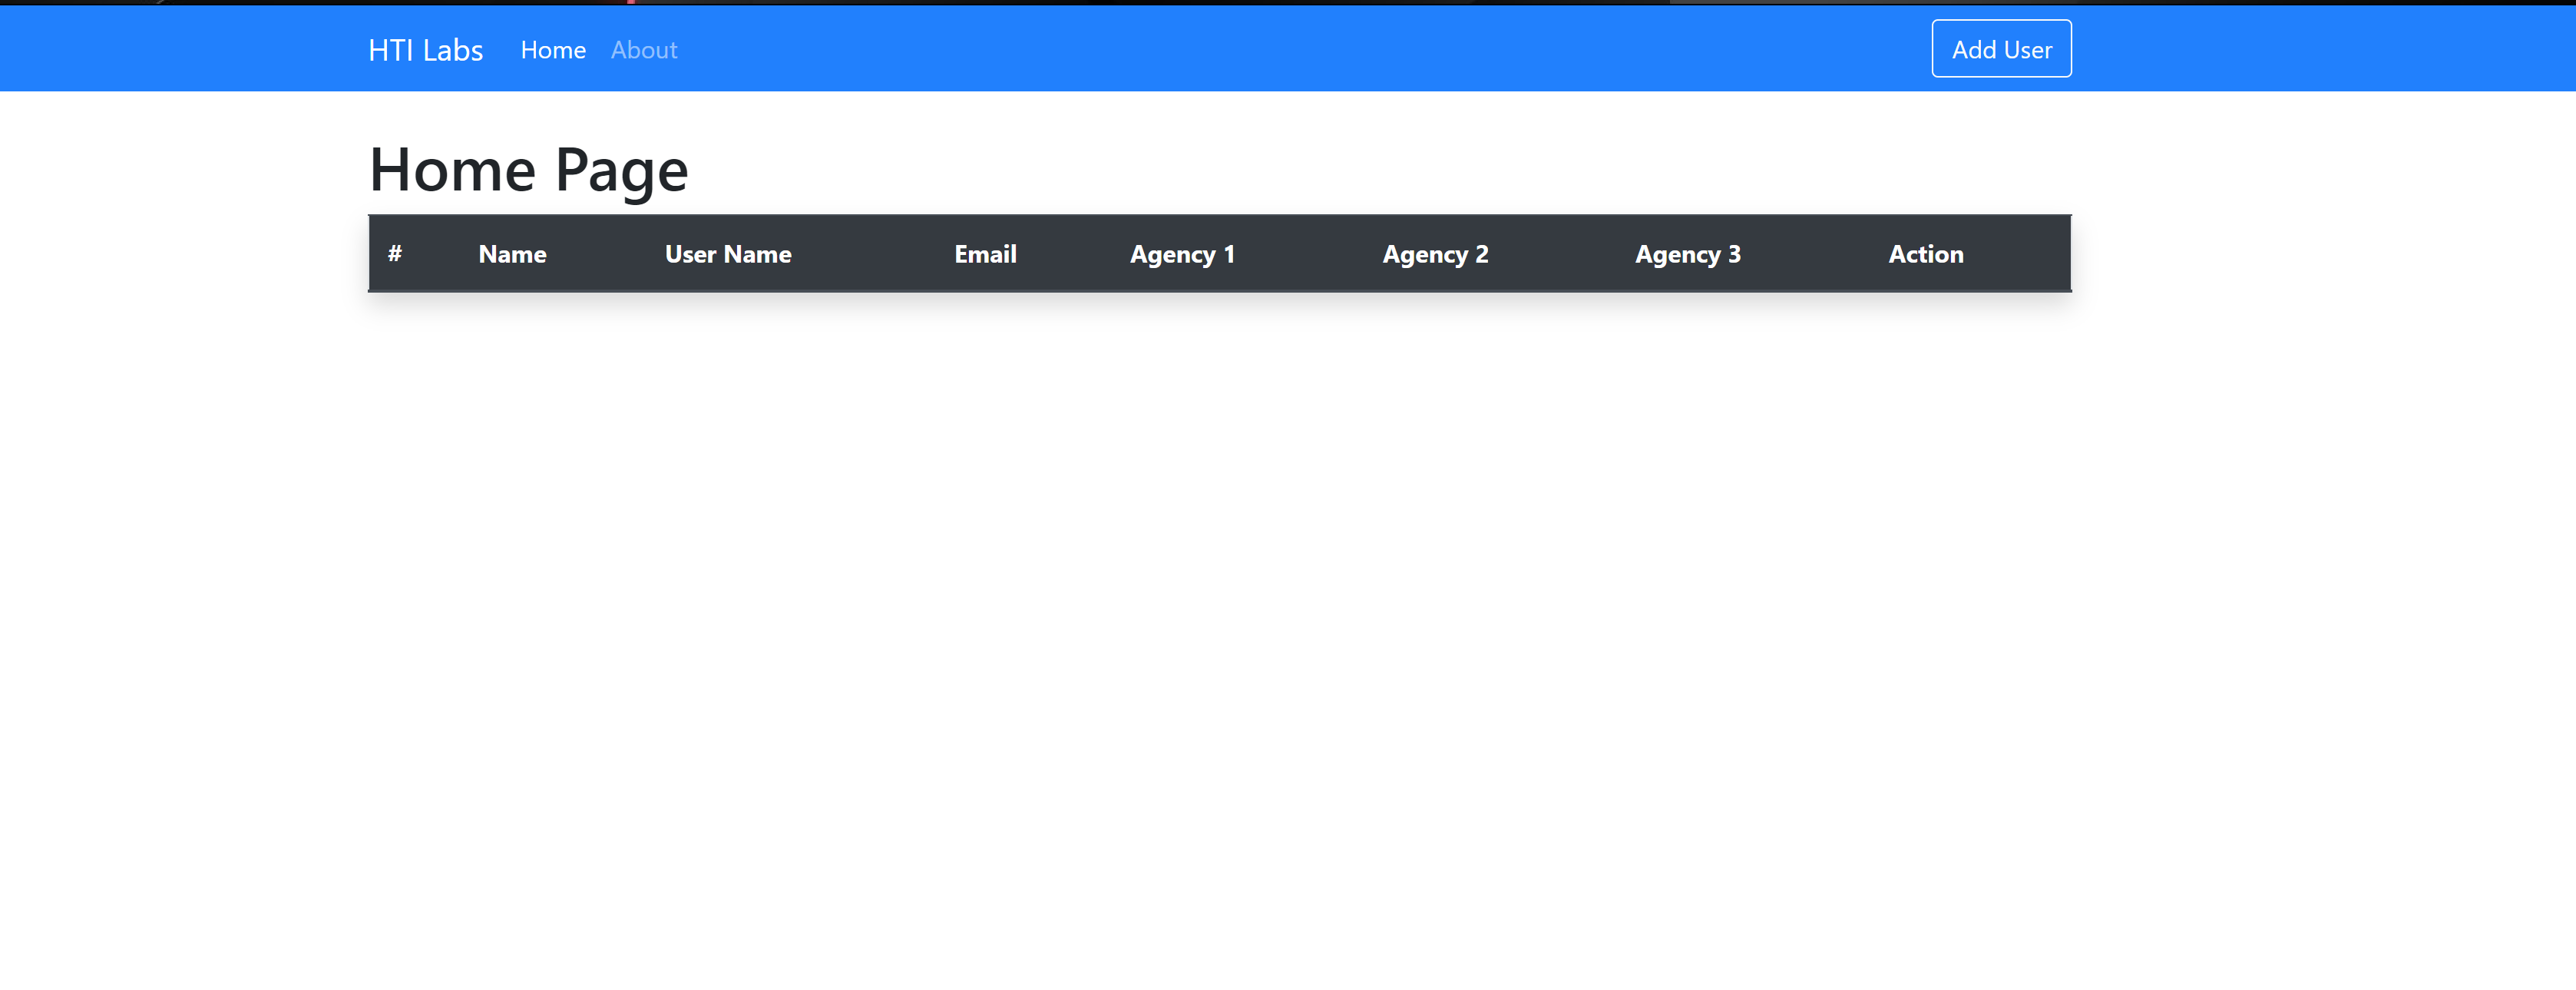 HTI Labs Home About Add User
Home Page
# Name User Name Email Agency 1 Agency 2 Agency 3 Action